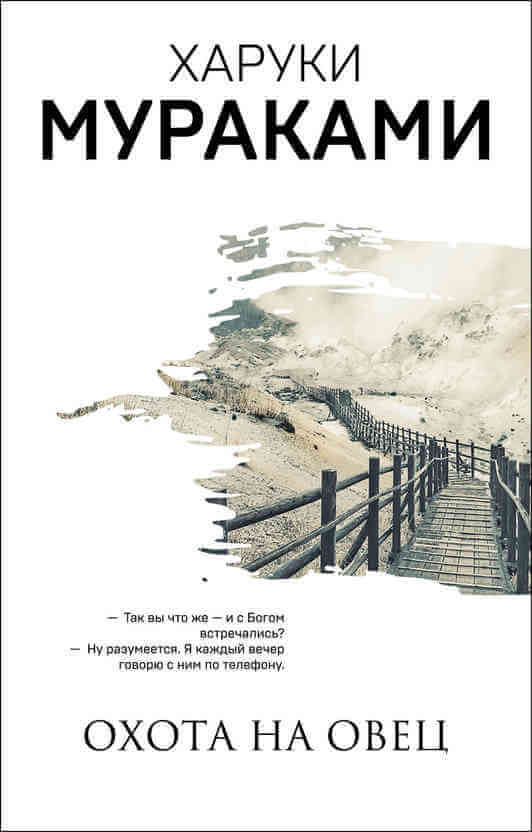 ХАРУКИ
МУРАКАМИ
— Так вы что же — и с Богом
встречались?
— Ну разумеется. Я каждый вечер
говорю с ним по телефону.
ОХОТА НА ОВЕЦ